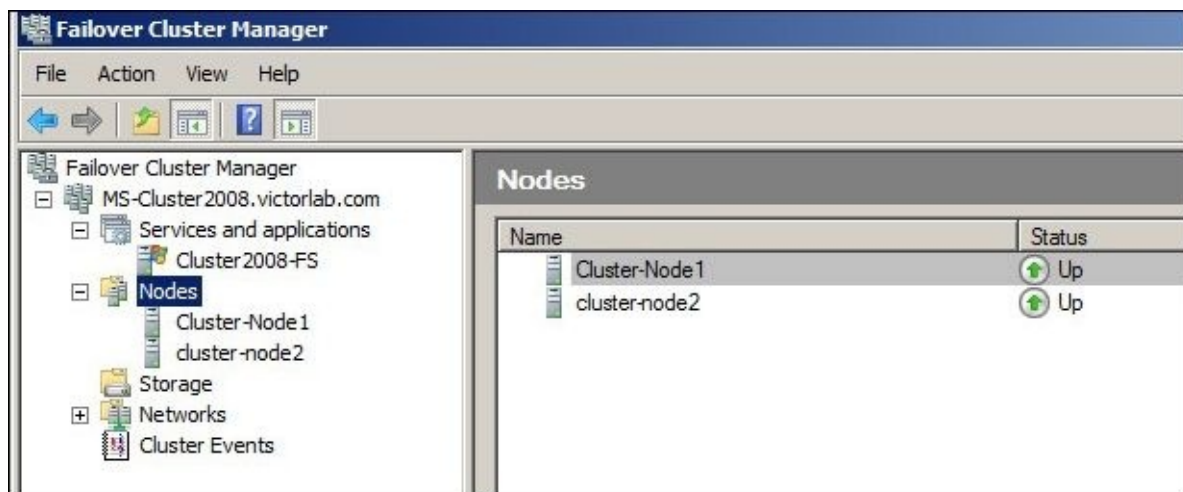 Failover Cluster Manager
File Action View Help
Failover Cluster Manager
MS-Cluster2008.victorlab.com
Services and applications
Cluster2008-FS
Nodes
Cluster-Node1
cluster-node2
Storage
Networks
Cluster Events
Nodes
Name Status
Cluster-Node1 Up
cluster-node2 Up